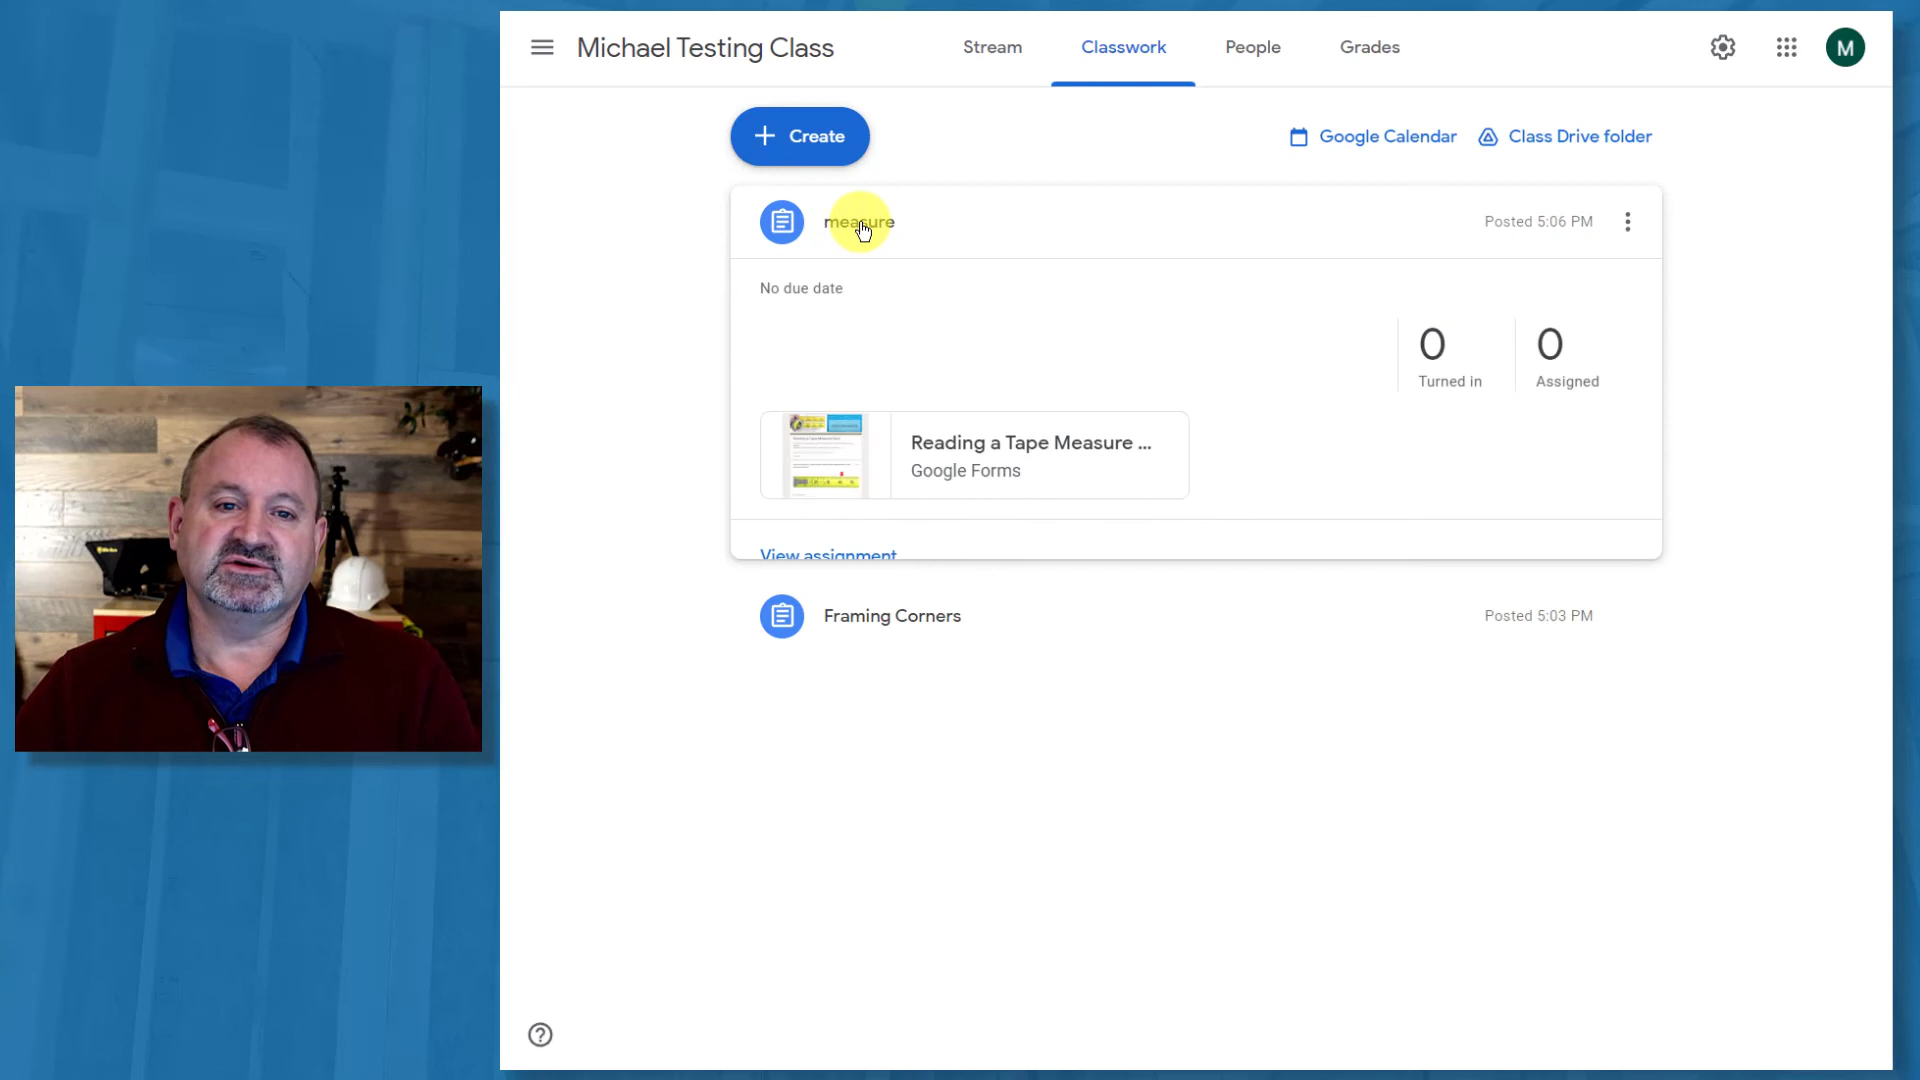 Michael Testing Class
Stream
Classwork
People
Grades
M
Create
Google Calendar
Class Drive folder
measure
Posted 5:06 PM
No due date
0
Turned in
0
Assigned
Reading a Tape Measure ...
Google Forms
View assignment
Framing Corners
Posted 5:03 PM